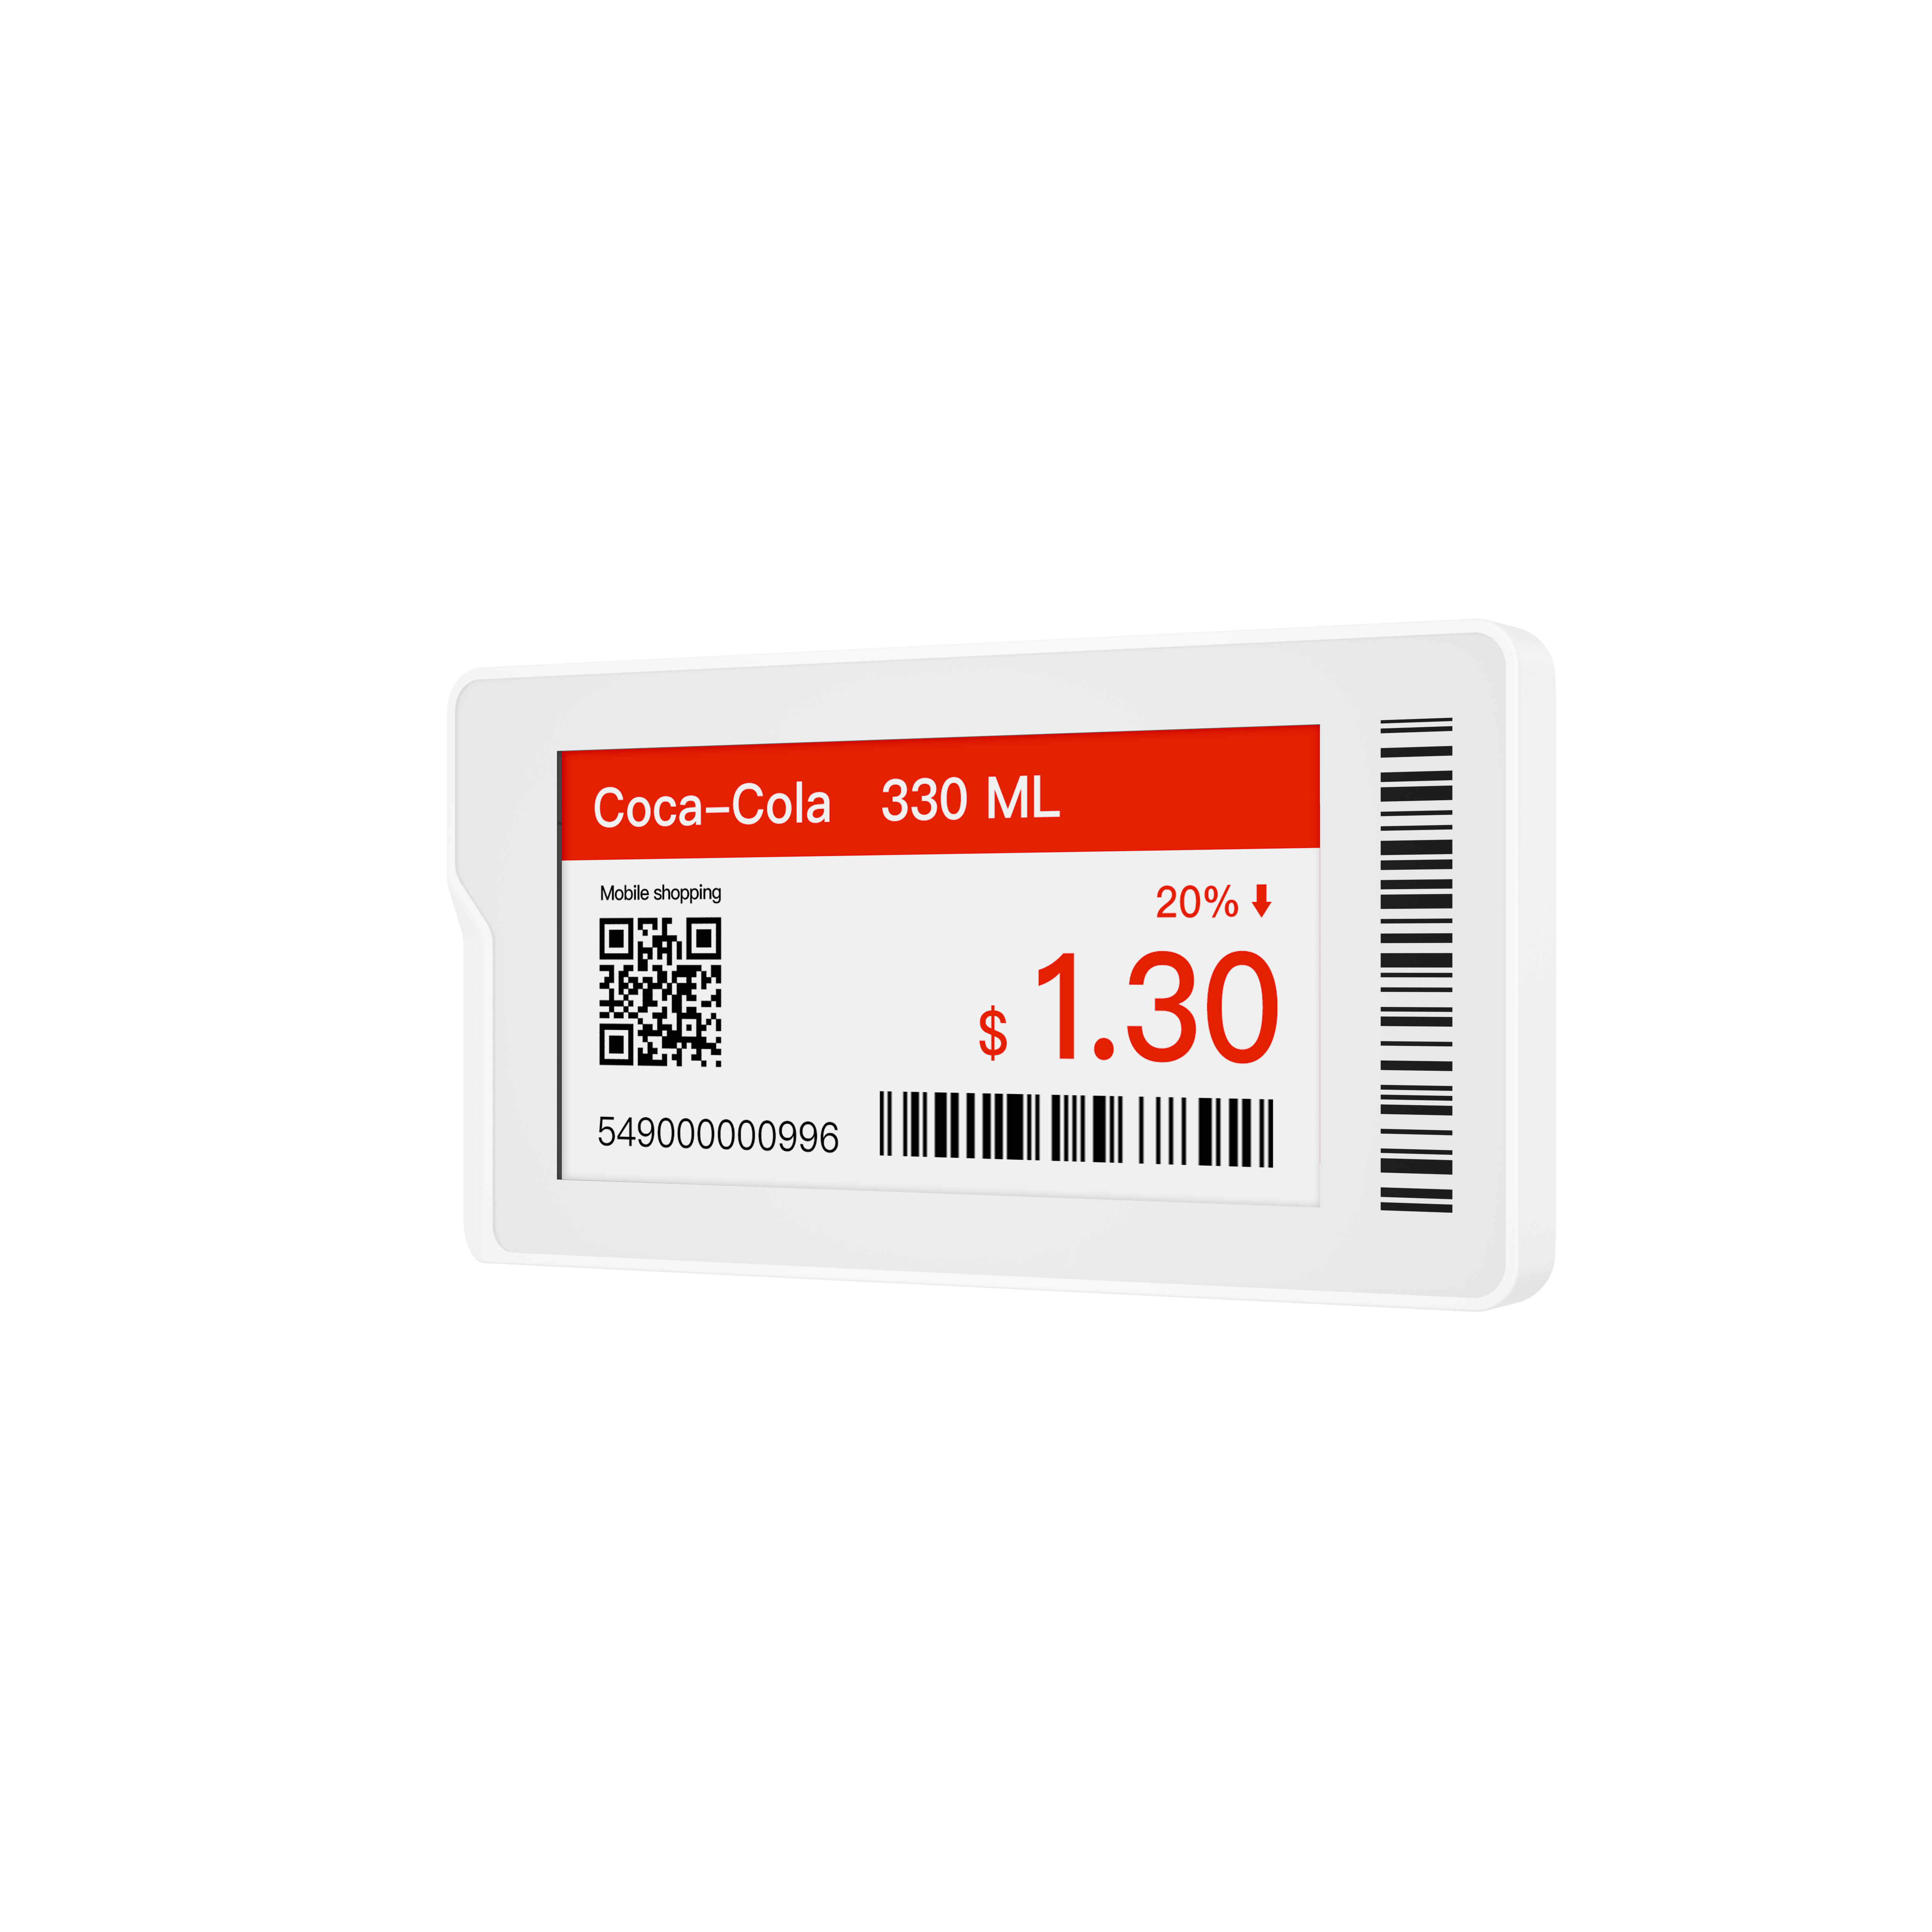 Coca–Cola 330 ML
Mobile shopping
20%
$ 1.30
549000000996